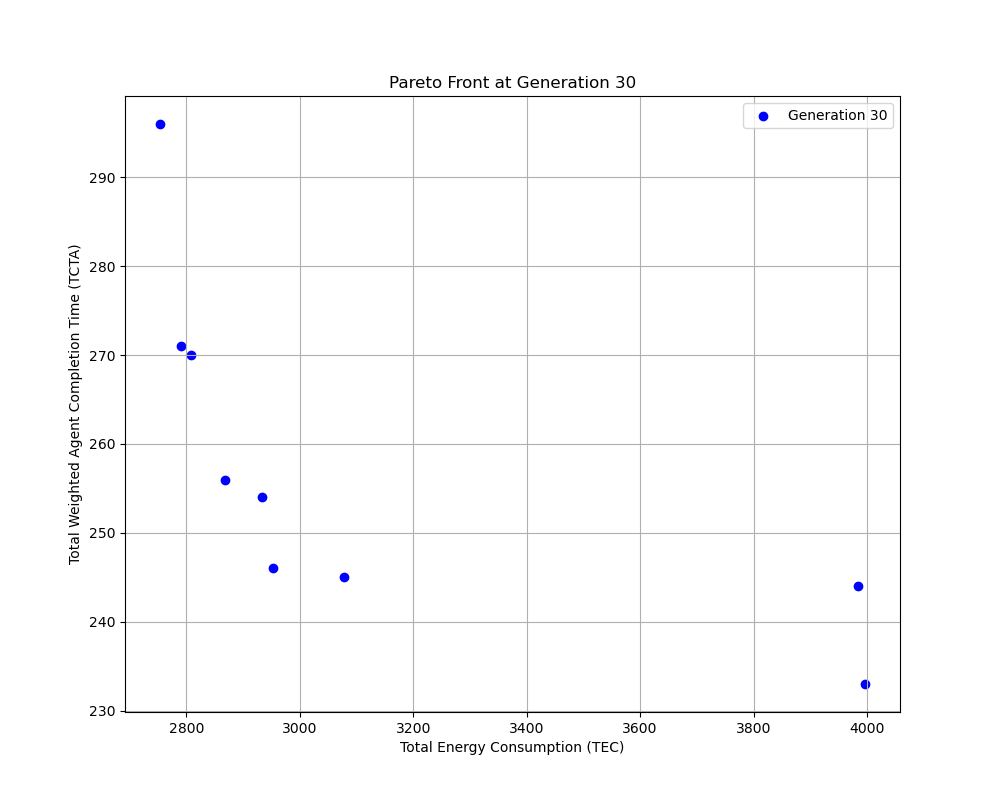 Pareto Front at Generation 30
Generation 30
290
280
270
260
250
240
230
Total Weighted Agent Completion Time (TCTA)
2800 3000 3200 3400 3600 3800 4000
Total Energy Consumption (TEC)